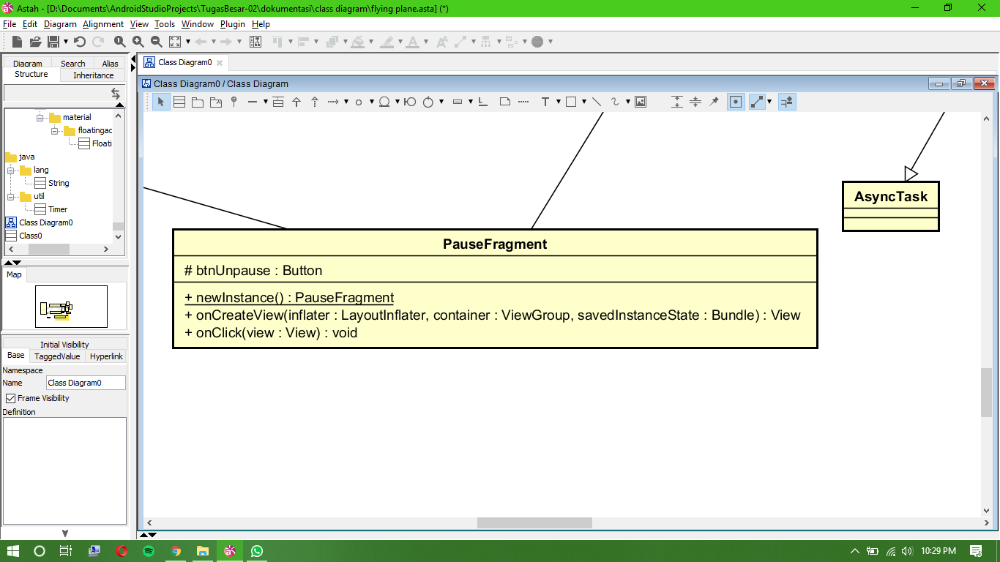 Astah - [D:\Documents\AndroidStudioProjects\TugasBesar-02\dokumentasi\class diagram\flying plane.asta] (*)
File Edit Diagram Alignment View Tools Window Plugin Help
Diagram Search Alias
Structure Inheritance
material
floatingac
Floati
java
lang
String
util
Timer
Class Diagram0
Class0
Map
Initial Visibility
Base TaggedValue Hyperlink
Namespace
Name Class Diagram0
Frame Visibility
Definition
Class Diagram0
Class Diagram0 / Class Diagram
AsyncTask
PauseFragment
# btnUnpause : Button
+ newInstance() : PauseFragment
+ onCreateView(inflater : LayoutInflater, container : ViewGroup, savedInstanceState : Bundle) : View
+ onClick(view : View) : void
10:29 PM